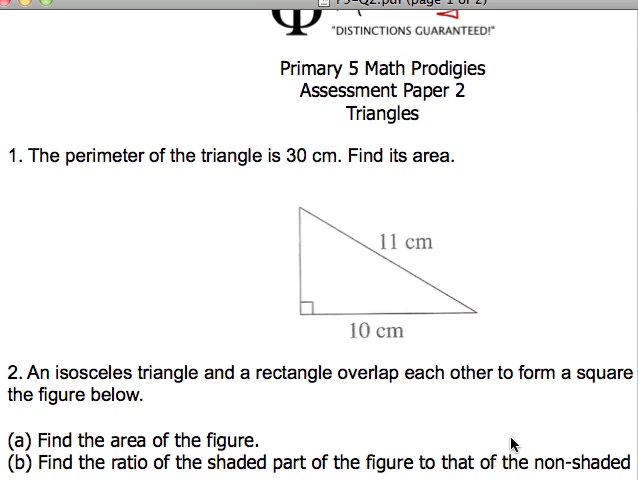 "DISTINCTIONS GUARANTEED!"
Primary 5 Math Prodigies
Assessment Paper 2
Triangles
1. The perimeter of the triangle is 30 cm. Find its area.
11 cm
10 cm
2. An isosceles triangle and a rectangle overlap each other to form a square
the figure below.
(a) Find the area of the figure.
(b) Find the ratio of the shaded part of the figure to that of the non-shaded